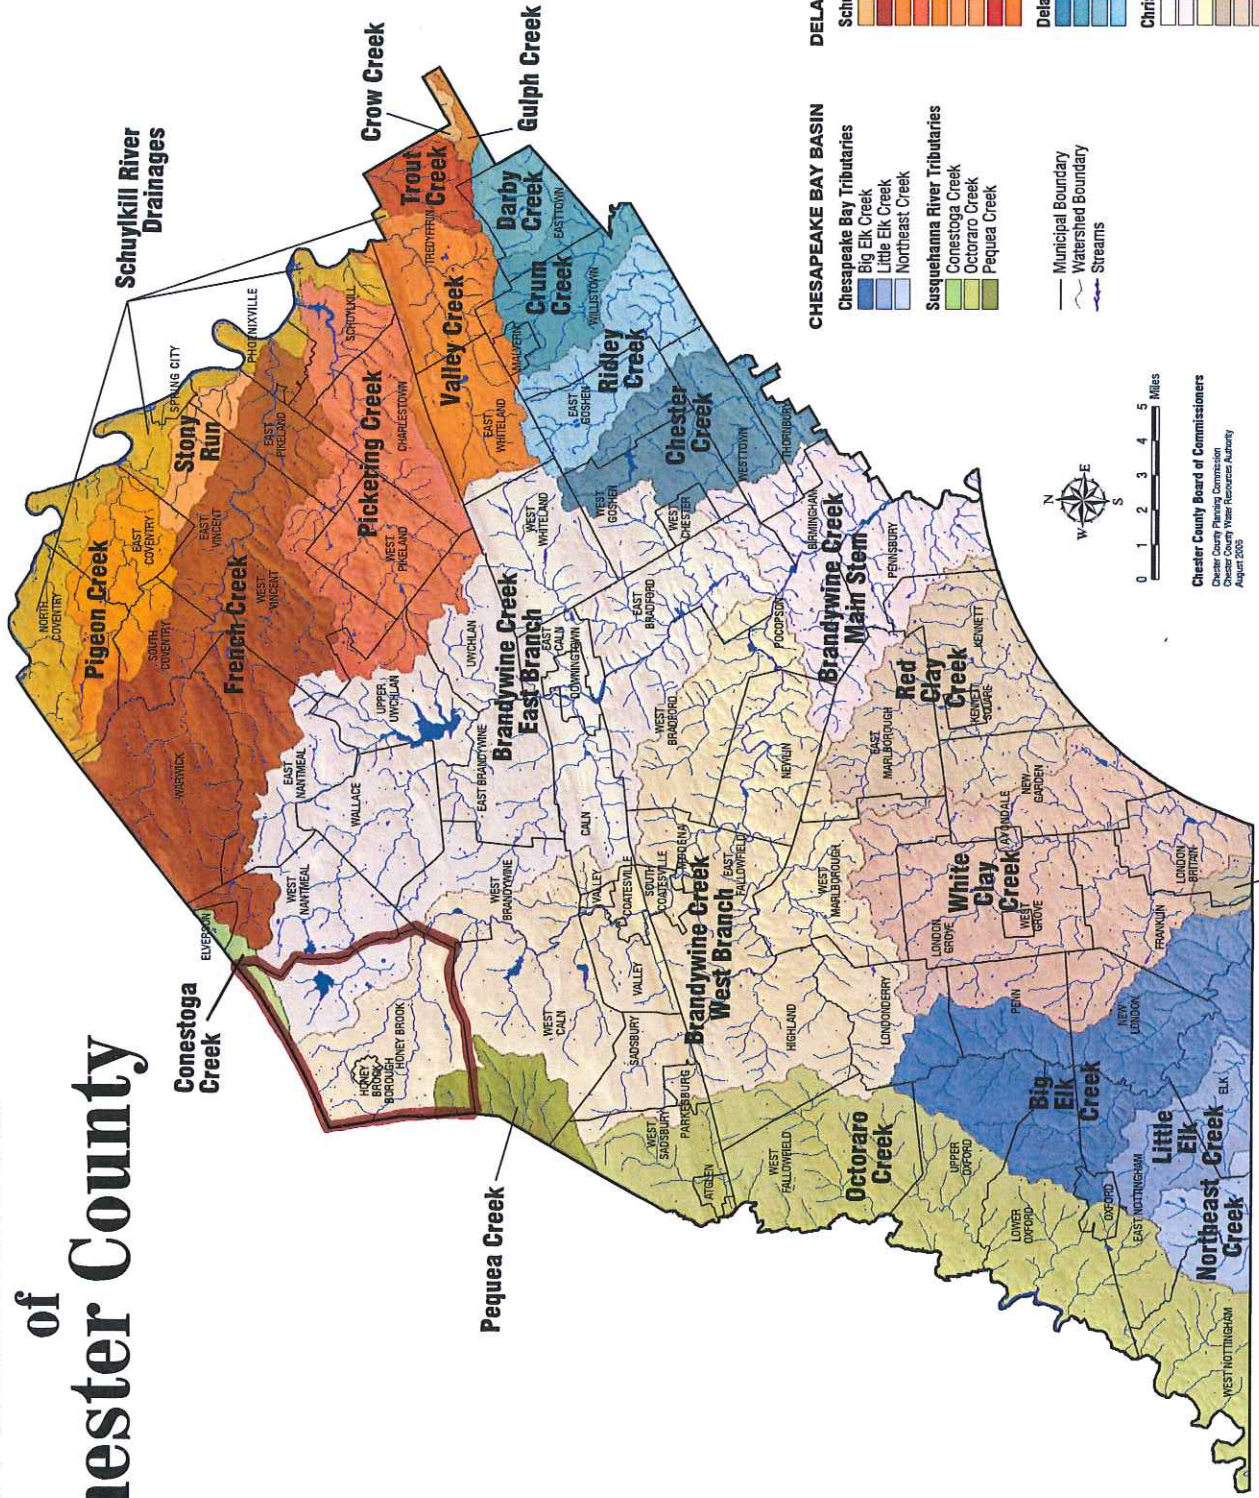 of
hester County
Schuylkill River
Drainages
Crow Creek
Gulph Creek
Conestoga
Creek
Pequea Creek
Pigeon Creek
Stony
Run
French Creek
Pickering Creek
Valley Creek
Trout
Creek
Darby
Creek
Crum
Creek
Ridley
Creek
Chester
Creek
Brandywine Creek
East Branch
Brandywine Creek
Main Stem
Brandywine Creek
West Branch
Red
Clay
Creek
White
Clay
Creek
Octoraro
Creek
Big
Elk
Creek
Little
Elk
Creek
Northeast
Creek
NORTH
COVENTRY
EAST
COVENTRY
SOUTH
COVENTRY
SPRING CITY
PHOENIXVILLE
EAST
VINCENT
WEST
VINCENT
EAST
PIKELAND
WEST
PIKELAND
SCHUYLKILL
CHARLESTOWN
TREDYFFRIN
EASTTOWN
WILLISTOWN
MALVERN
EAST
WHITELAND
EAST
GOSHEN
WEST
WHITELAND
WEST
GOSHEN
WEST
CHESTER
WESTTOWN
THORNBURY
BIRMINGHAM
PENNSBURY
POCOPSON
EAST
BRADFORD
WEST
BRADFORD
UWCHLAN
UPPER
UWCHLAN
EAST
CALN
DOWNINGTOWN
CALN
EAST BRANDYWINE
WEST
BRANDYWINE
WALLACE
EAST
NANTMEAL
WEST
NANTMEAL
WARWICK
ELVERSON
HONEY
BROOK
BOROUGH
HONEY BROOK
WEST
CALN
VALLEY
VALLEY
COATESVILLE
SOUTH
COATESVILLE
MODENA
EAST
FALLOWFIELD
NEWLIN
WEST
MARLBOROUGH
EAST
MARLBOROUGH
KENNETT
SQUARE
KENNETT
NEW
GARDEN
AVONDALE
WEST
GROVE
LONDON
GROVE
LONDON
BRITAIN
FRANKLIN
PENN
NEW
LONDON
LONDONDERRY
HIGHLAND
SADSBURY
PARKESBURG
WEST
SADSBURY
ATGLEN
WEST
FALLOWFIELD
UPPER
OXFORD
LOWER
OXFORD
OXFORD
EAST NOTTINGHAM
ELK
WEST NOTTINGHAM
CHESAPEAKE BAY BASIN
Chesapeake Bay Tributaries
Big Elk Creek
Little Elk Creek
Northeast Creek
Susquehanna River Tributaries
Conestoga Creek
Octoraro Creek
Pequea Creek
Municipal Boundary
Watershed Boundary
Streams
DELA
Schu
Dela
Chris
N
W
E
S
0 1 2 3 4 5
Miles
Chester County Board of Commissioners
Chester County Planning Commission
Chester County Water Resources Authority
August 2005